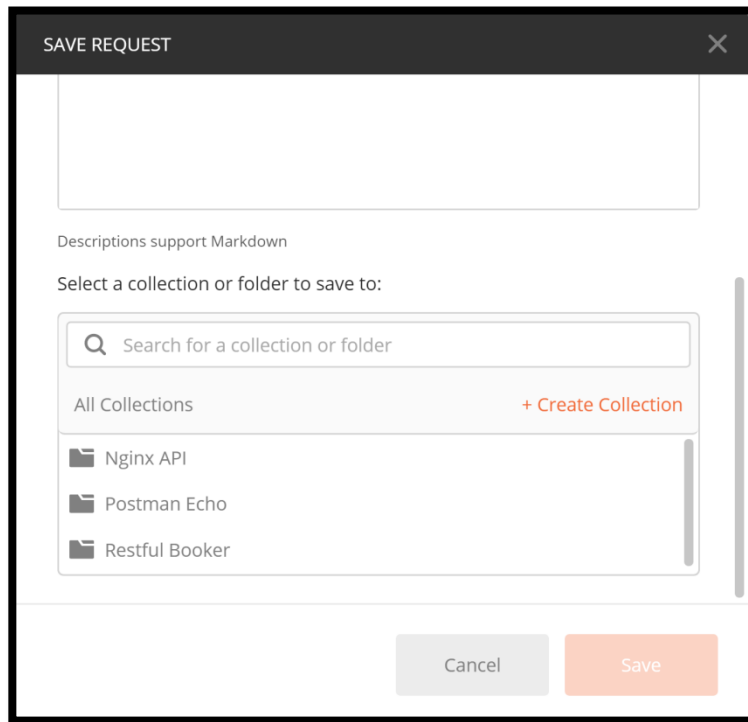 SAVE REQUEST
Descriptions support Markdown
Select a collection or folder to save to:
Search for a collection or folder
All Collections + Create Collection
Nginx API
Postman Echo
Restful Booker
Cancel Save